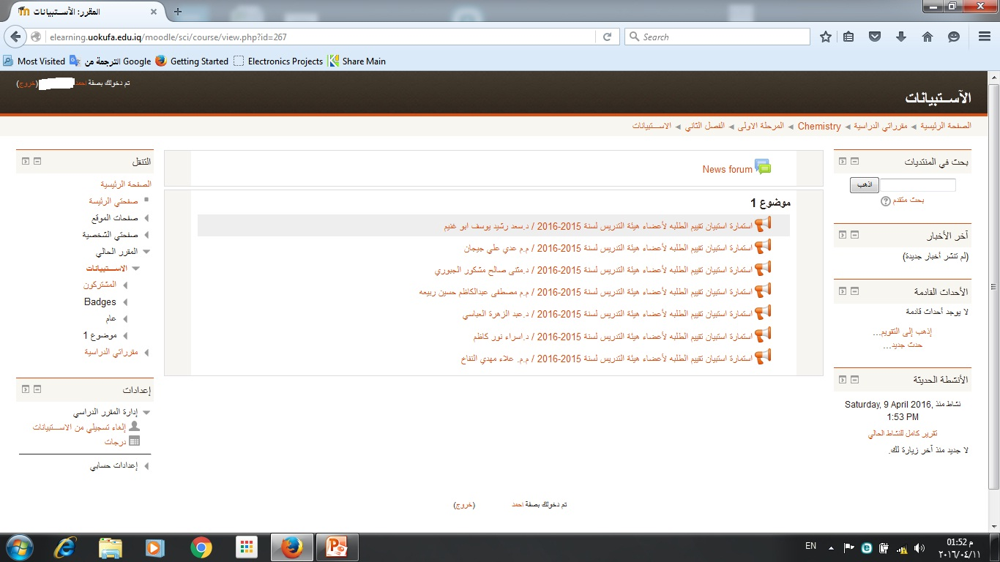 المقرر: الآســتبيانات
elearning.uokufa.edu.iq/moodle/sci/course/view.php?id=267
Search
Most Visited
Google الترجمة من
Getting Started
Electronics Projects
Share Main
تم دخولك بصفة احمد (خروج)
الآســتبيانات
الصفحة الرئيسية ◄ مقرراتي الدراسية ◄ Chemistry ◄ المرحلة الاولى ◄ الفصل الثاني ◄ الاســتبيانات
بحث في المنتديات
اذهب
بحث متقدم
آخر الأخبار
(لم تنشر أخبار جديدة)
الأحداث القادمة
لا يوجد أحداث قادمة
إذهب إلى التقويم...
حدث جديد...
الأنشطة الحديثة
نشاط منذ Saturday, 9 April 2016,
1:53 PM
تقرير كامل للنشاط الحالي
لا جديد منذ آخر زيارة لك.
News forum
موضوع 1
استمارة استبيان تقييم الطلبه لأعضاء هيئة التدريس لسنة 2015-2016 / د.سعد رشيد يوسف ابو غنيم
استمارة استبيان تقييم الطلبه لأعضاء هيئة التدريس لسنة 2015-2016 / م.م عدي علي جيجان
استمارة استبيان تقييم الطلبه لأعضاء هيئة التدريس لسنة 2015-2016 / د.مثنى صالح مشكور الجبوري
استمارة استبيان تقييم الطلبه لأعضاء هيئة التدريس لسنة 2015-2016 / م.م مصطفى عبدالكاظم حسين ربيعه
استمارة استبيان تقييم الطلبه لأعضاء هيئة التدريس لسنة 2015-2016 / د.عبد الزهرة العباسي
استمارة استبيان تقييم الطلبه لأعضاء هيئة التدريس لسنة 2015-2016 / د.اسراء نور كاظم
استمارة استبيان تقييم الطلبه لأعضاء هيئة التدريس لسنة 2015-2016 / م.م. علاء مهدي النفاخ
التنقل
الصفحة الرئيسية
صفحتي الرئيسة
صفحات الموقع
صفحتي الشخصية
المقرر الحالي
الاســتبيانات
المشتركون
Badges
عام
موضوع 1
مقرراتي الدراسية
إعدادات
إدارة المقرر الدراسي
إلغاء تسجيلي من الاســتبيانات
درجات
إعدادات حسابي
تم دخولك بصفة احمد (خروج)
EN
01:52 م
٢٠١٦/٠٤/١١